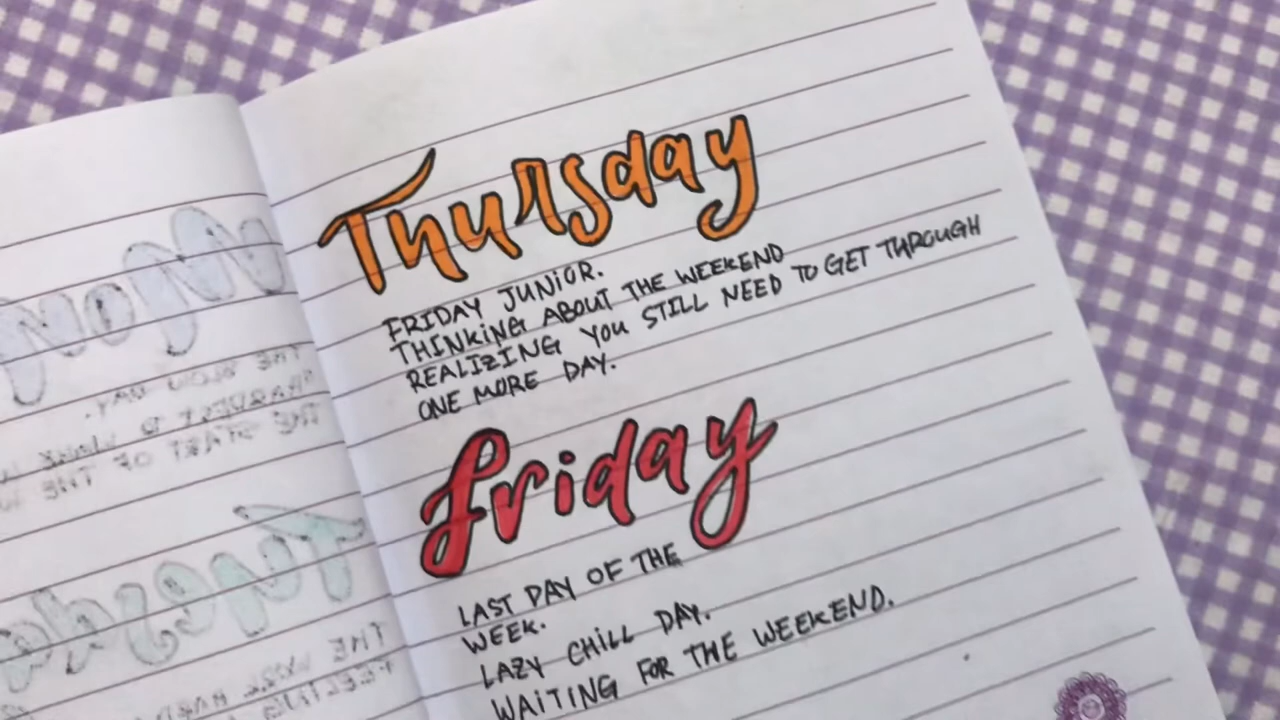 Thursday
FRIDAY JUNIOR.
THINKING ABOUT THE WEEKEND
REALIZING YOU STILL NEED TO GET THROUGH
ONE MORE DAY.
friday
LAST DAY OF THE
WEEK.
LAZY CHILL DAY.
WAITING FOR THE WEEKEND.